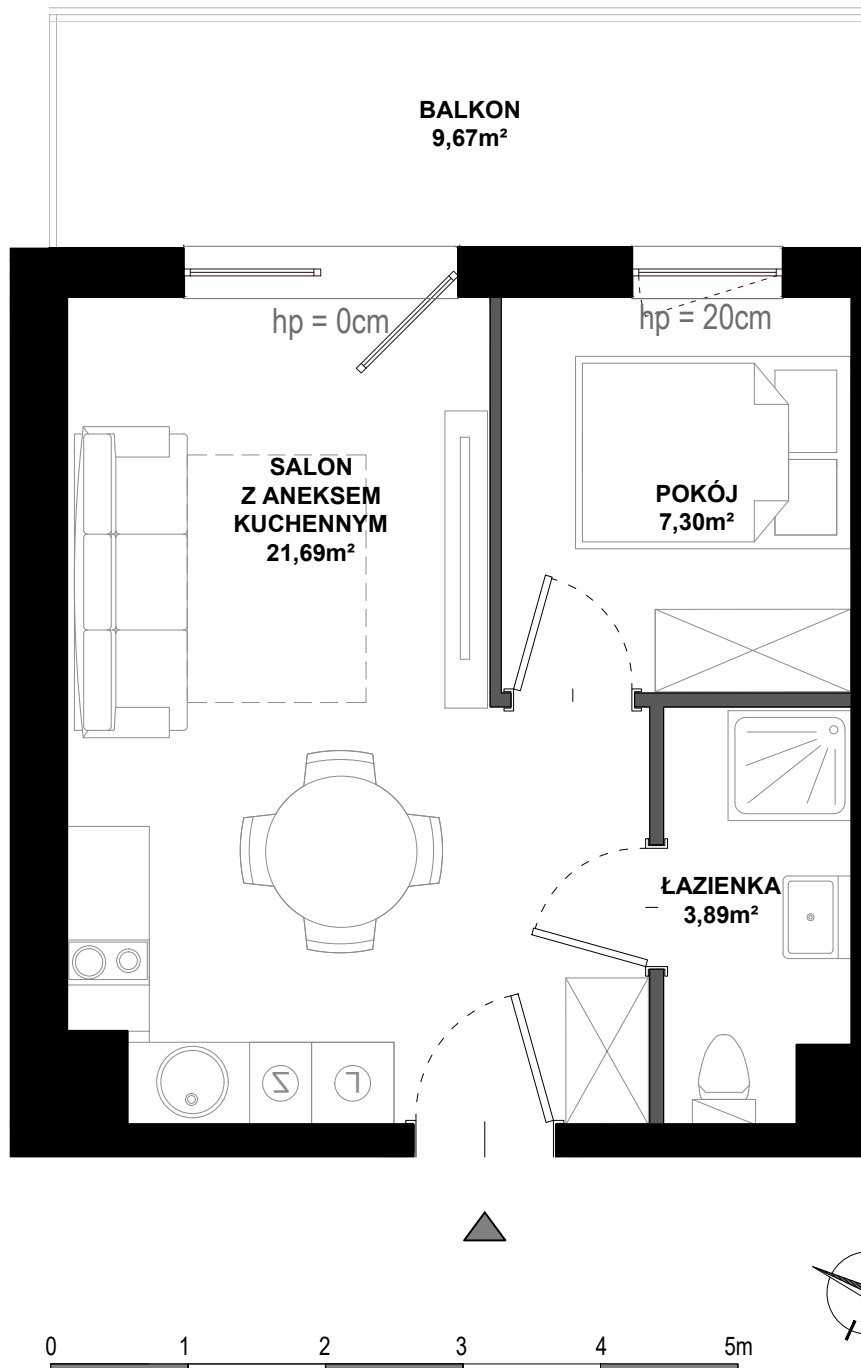 BALKON
9,67m²
hp = 0cm
hp = 20cm
SALON
Z ANEKSEM
KUCHENNYM
21,69m²
POKÓJ
7,30m²
ŁAZIENKA
3,89m²
Z
L
0 1 2 3 4 5m